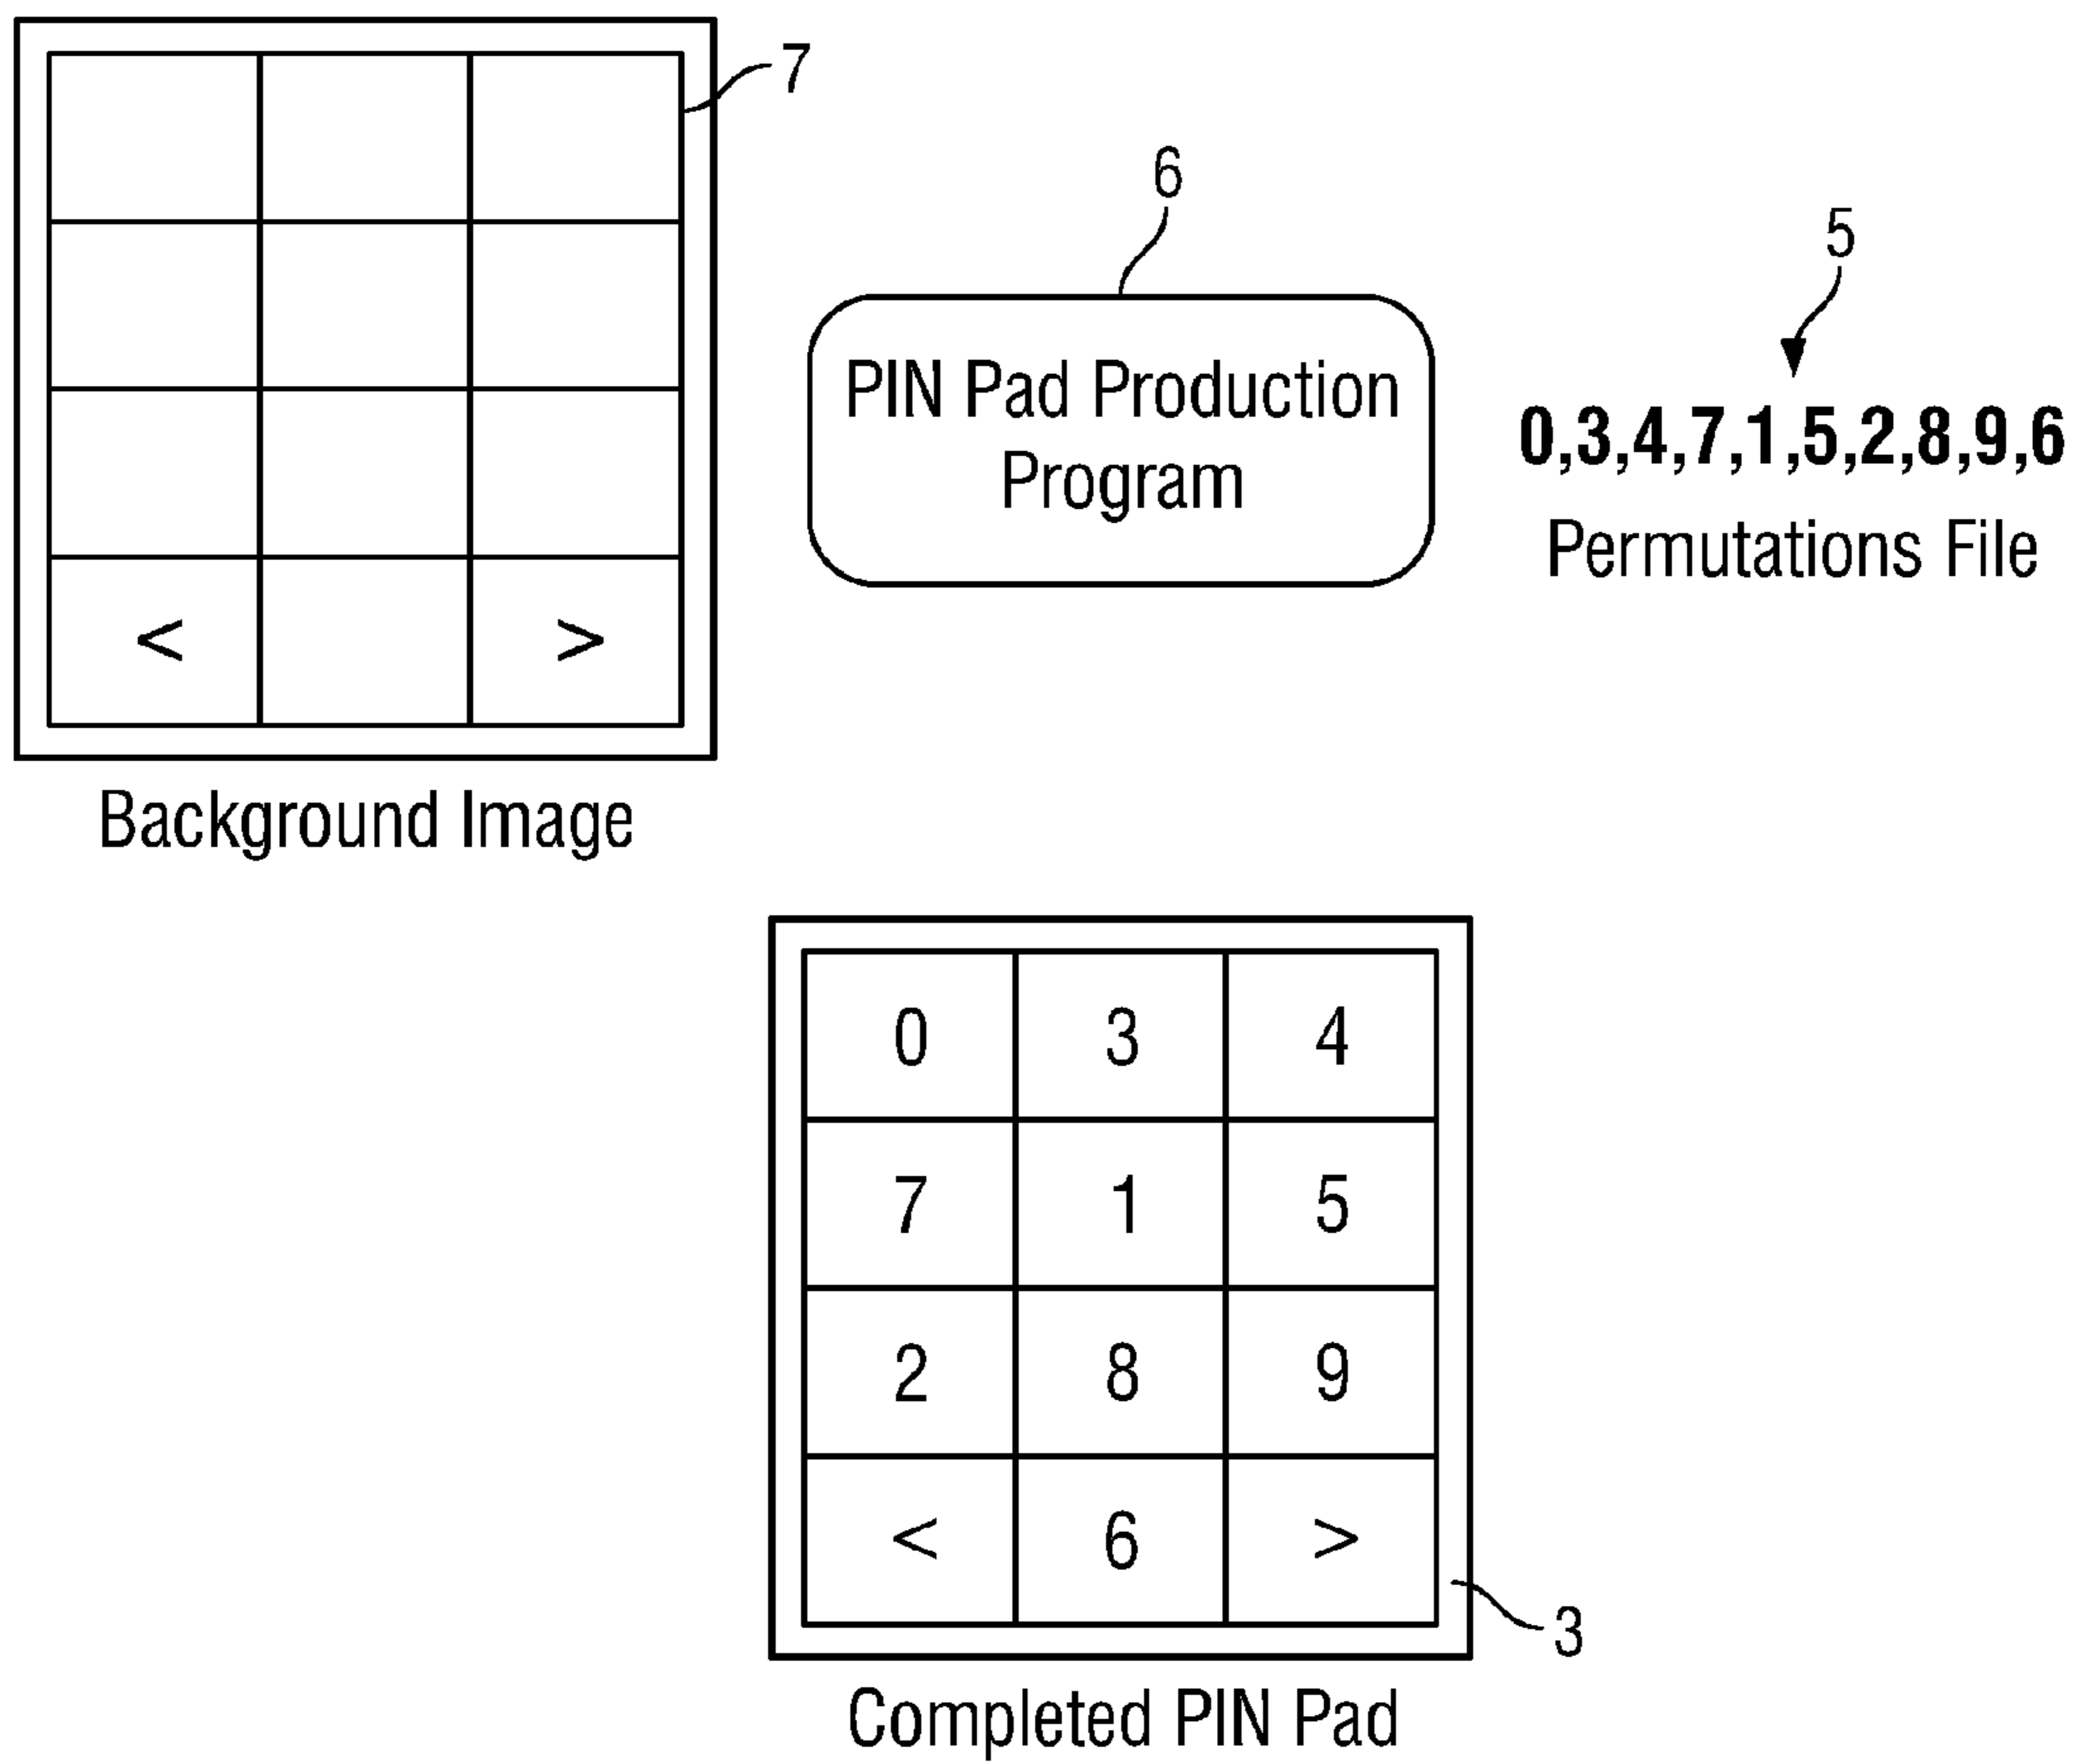 7
6
5
PIN Pad Production
Program
0,3,4,7,1,5,2,8,9,6
Permutations File
< >
Background Image
0 3 4
7 1 5
2 8 9
< 6 >
3
Completed PIN Pad